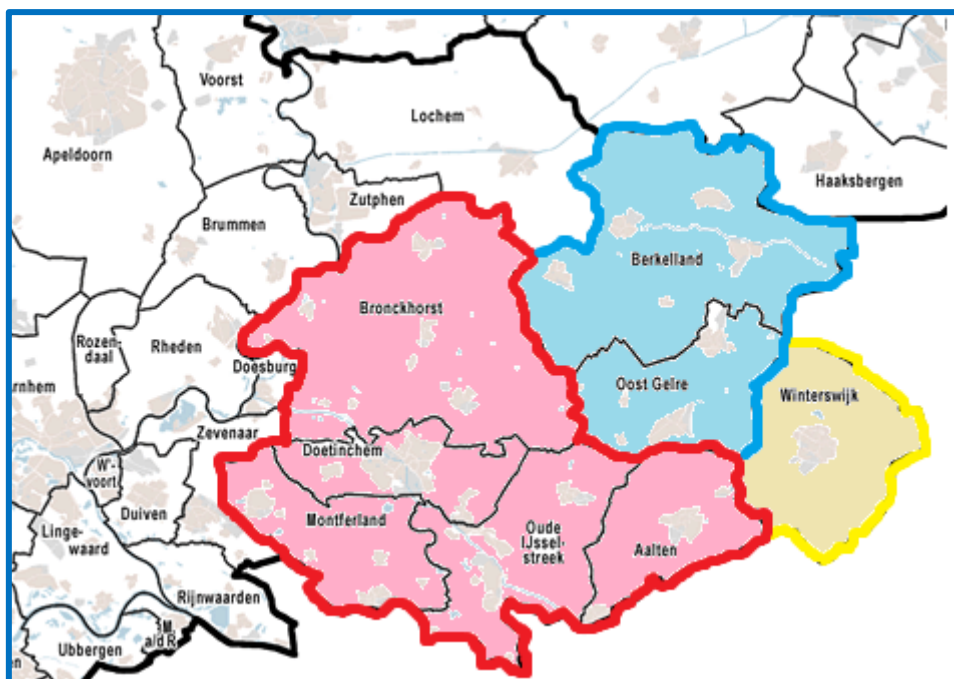 Voorst
Lochem
Apeldoorn
Haaksbergen
Zutphen
Brummen
Berkelland
Bronckhorst
Rozen-
daal
Rheden
Doesburg
rnhem
Oost Gelre
Winterswijk
Zevenaar
Doetinchem
W'
voort
Duiven
Montferland
Linge-
waard
Oude
IJssel-
streek
Aalten
Rijnwaarden
M.
a/d R.
Ubbergen
en